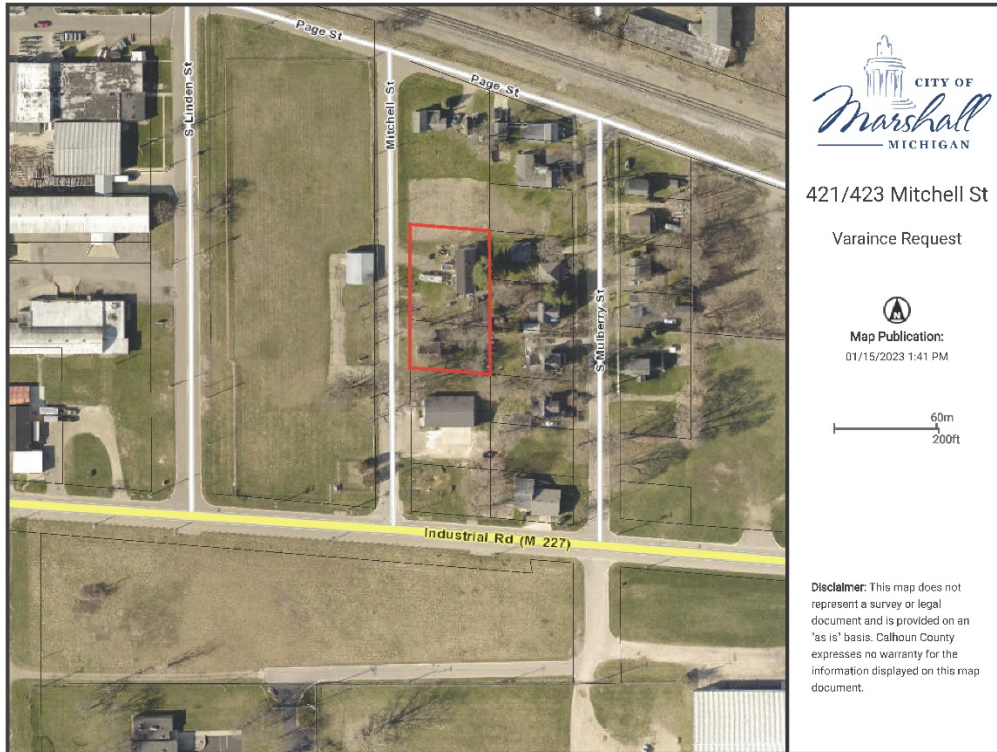 Page St
Page St
S Linden St
Mitchell St
S Mulberry St
Industrial Rd (M 227)
CITY OF
Marshall
MICHIGAN
421/423 Mitchell St
Varaince Request
N
Map Publication:
01/15/2023 1:41 PM
60m
200ft
Disclaimer: This map does not
represent a survey or legal
document and is provided on an
"as is" basis. Calhoun County
expresses no warranty for the
information displayed on this map
document.